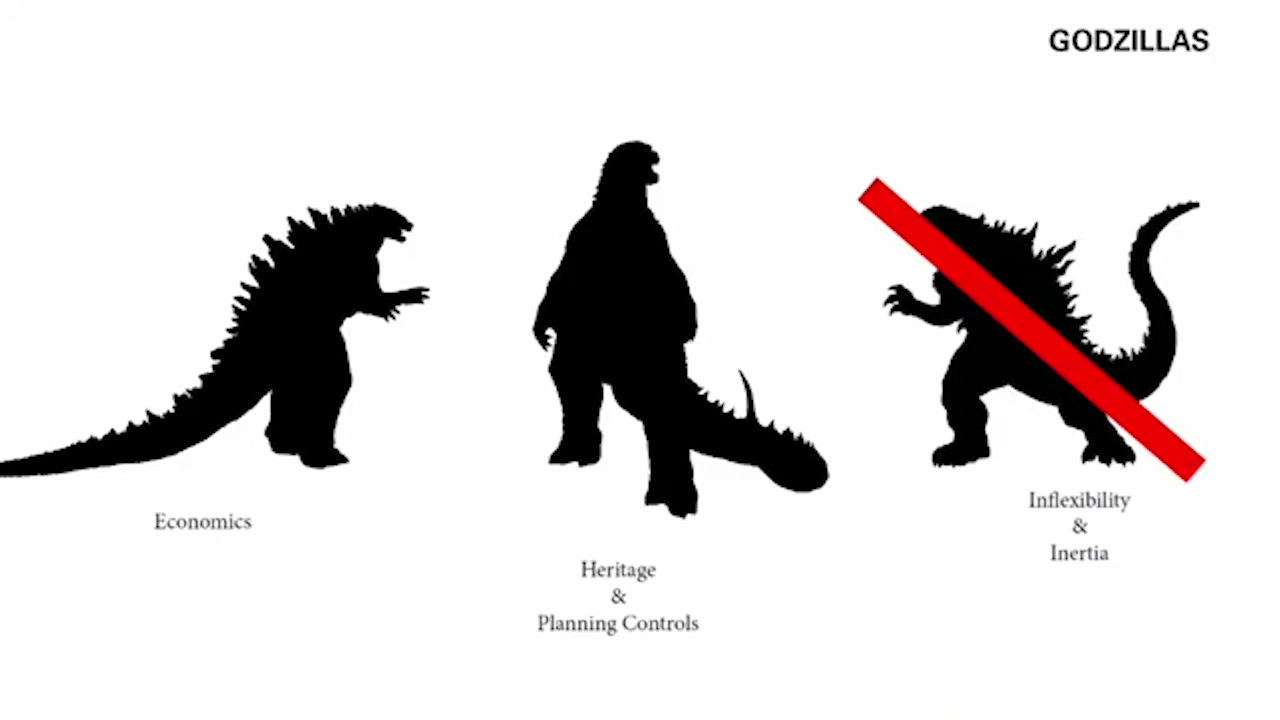 GODZILLAS
Economics
Heritage
&
Planning Controls
Inflexibility
&
Inertia